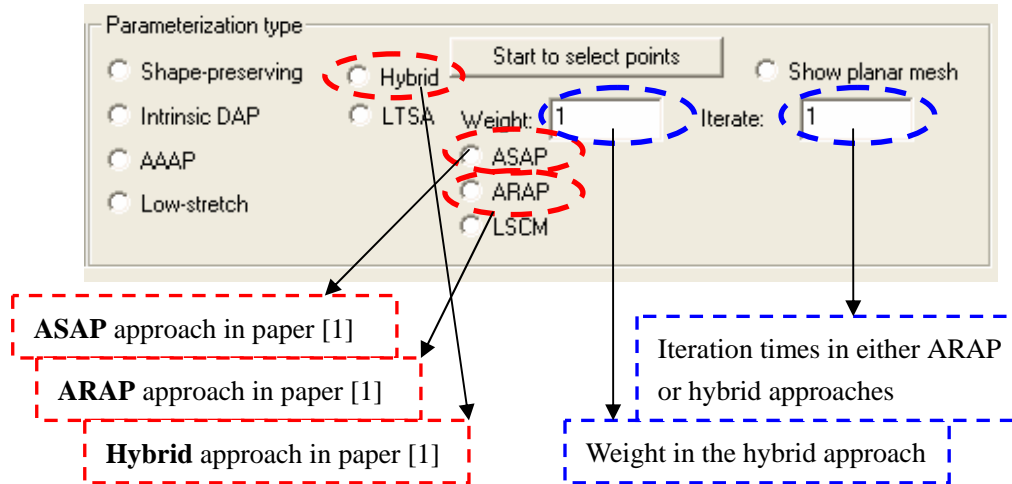 Parameterization type
Start to select points
Shape-preserving
Hybrid
Show planar mesh
Intrinsic DAP
LTSA
Weight:
1
Iterate:
1
AAAP
ASAP
Low-stretch
ARAP
LSCM
ASAP approach in paper [1]
ARAP approach in paper [1]
Hybrid approach in paper [1]
Iteration times in either ARAP
or hybrid approaches
Weight in the hybrid approach